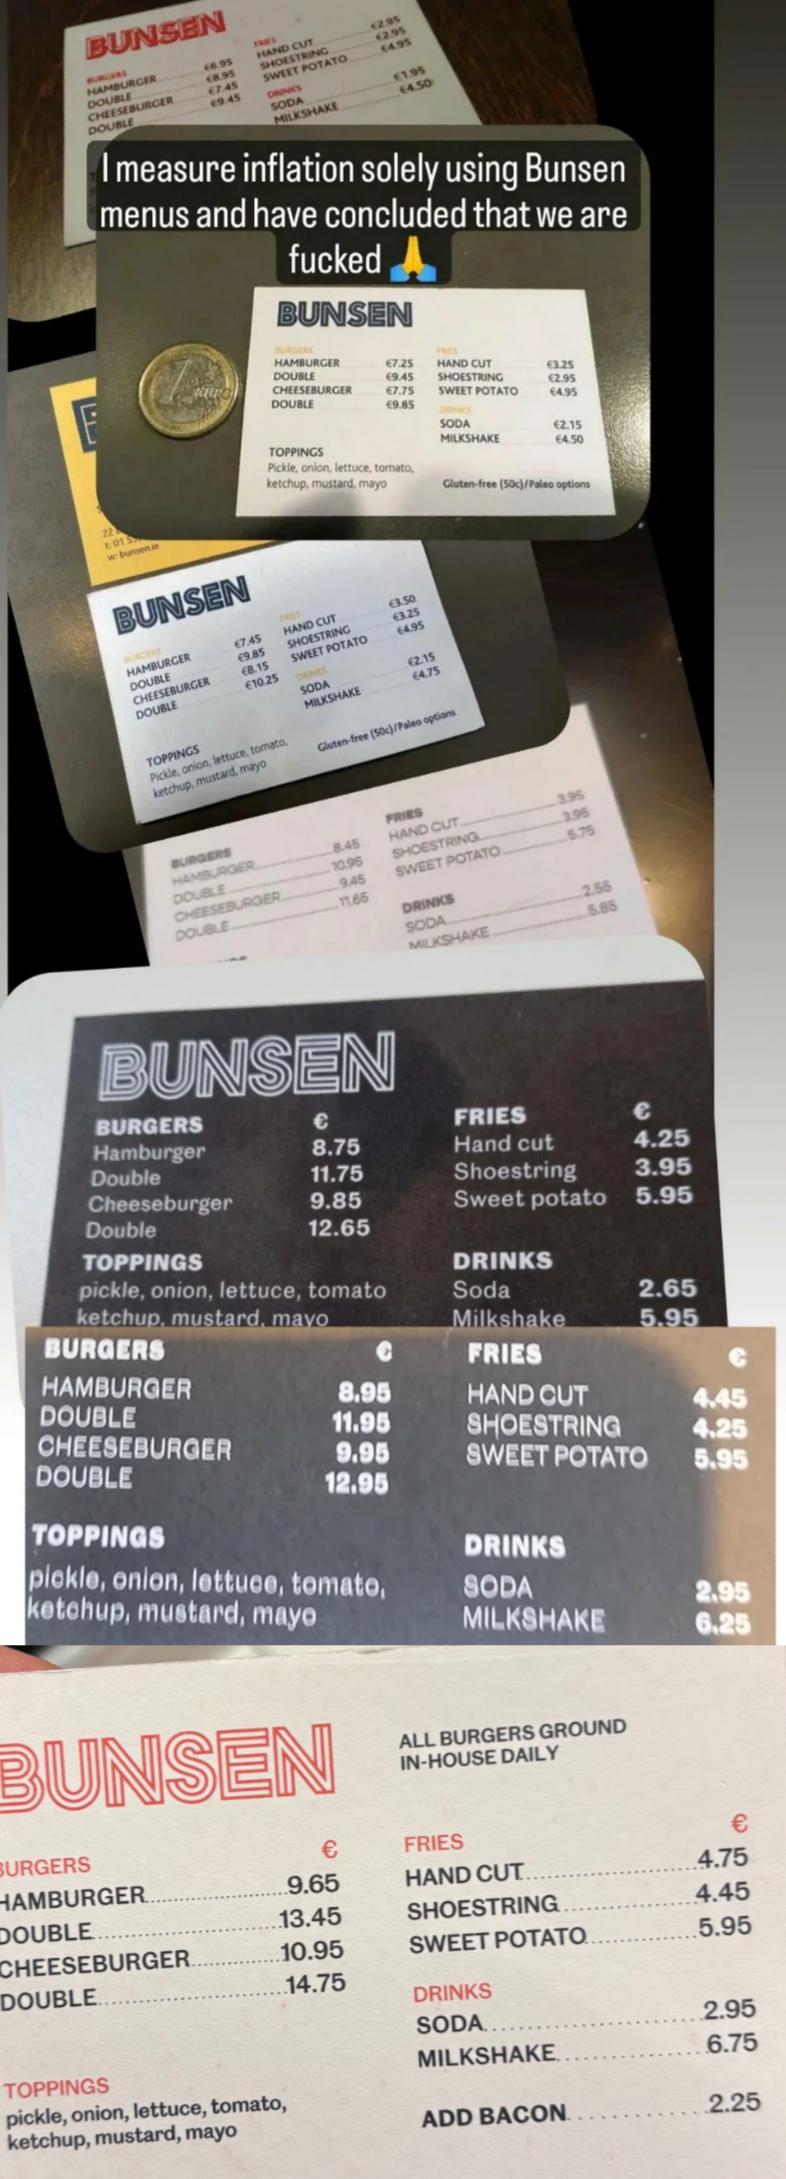 BUNSEN
BURGERS
HAMBURGER €6.95
DOUBLE €8.95
CHEESEBURGER €7.45
DOUBLE €9.45
FRIES
HAND CUT €2.95
SHOESTRING €2.95
SWEET POTATO €4.95
DRINKS
SODA €1.95
MILKSHAKE €4.50
I measure inflation solely using Bunsen
menus and have concluded that we are
fucked 🙏
BUNSEN
BURGERS
HAMBURGER €7.25
DOUBLE €9.45
CHEESEBURGER €7.75
DOUBLE €9.85
FRIES
HAND CUT €3.25
SHOESTRING €2.95
SWEET POTATO €4.95
DRINKS
SODA €2.15
MILKSHAKE €4.50
TOPPINGS
Pickle, onion, lettuce, tomato,
ketchup, mustard, mayo
Gluten-free (50c)/Paleo options
22
t: 01
w: bunsen.ie
BUNSEN
BURGERS
HAMBURGER €7.45
DOUBLE €9.85
CHEESEBURGER €8.15
DOUBLE €10.25
FRIES
HAND CUT €3.50
SHOESTRING €3.25
SWEET POTATO €4.95
DRINKS
SODA €2.15
MILKSHAKE €4.75
TOPPINGS
Pickle, onion, lettuce, tomato,
ketchup, mustard, mayo
Gluten-free (50c)/Paleo options
BURGERS
HAMBURGER 8.45
DOUBLE 10.95
CHEESEBURGER 9.45
DOUBLE 11.65
FRIES
HAND CUT 3.95
SHOESTRING 3.95
SWEET POTATO 5.75
DRINKS
SODA 2.55
MILKSHAKE 5.85
BUNSEN
BURGERS €
Hamburger 8.75
Double 11.75
Cheeseburger 9.85
Double 12.65
FRIES €
Hand cut 4.25
Shoestring 3.95
Sweet potato 5.95
TOPPINGS
pickle, onion, lettuce, tomato
ketchup, mustard, mayo
DRINKS
Soda 2.65
Milkshake 5.95
BURGERS €
HAMBURGER 8.95
DOUBLE 11.95
CHEESEBURGER 9.95
DOUBLE 12.95
FRIES €
HAND CUT 4.45
SHOESTRING 4.25
SWEET POTATO 5.95
TOPPINGS
pickle, onion, lettuce, tomato,
ketchup, mustard, mayo
DRINKS
SODA 2.95
MILKSHAKE 6.25
BUNSEN
ALL BURGERS GROUND
IN-HOUSE DAILY
BURGERS €
HAMBURGER 9.65
DOUBLE 13.45
CHEESEBURGER 10.95
DOUBLE 14.75
FRIES €
HAND CUT 4.75
SHOESTRING 4.45
SWEET POTATO 5.95
DRINKS
SODA 2.95
MILKSHAKE 6.75
TOPPINGS
pickle, onion, lettuce, tomato,
ketchup, mustard, mayo
ADD BACON 2.25